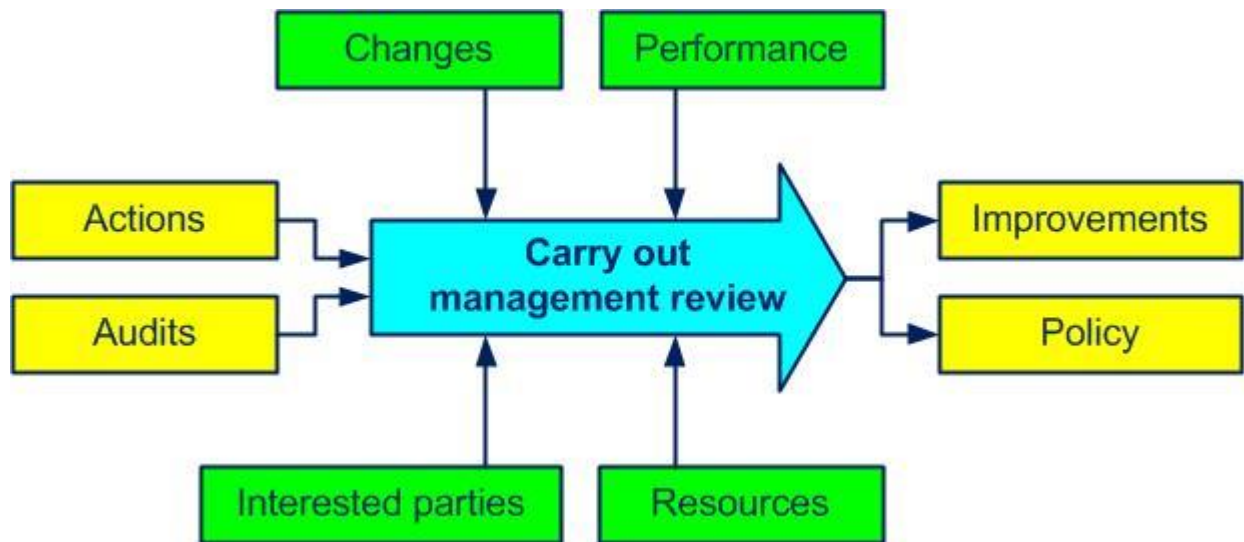 Changes
Performance
Actions
Audits
Carry out
management review
Improvements
Policy
Interested parties
Resources